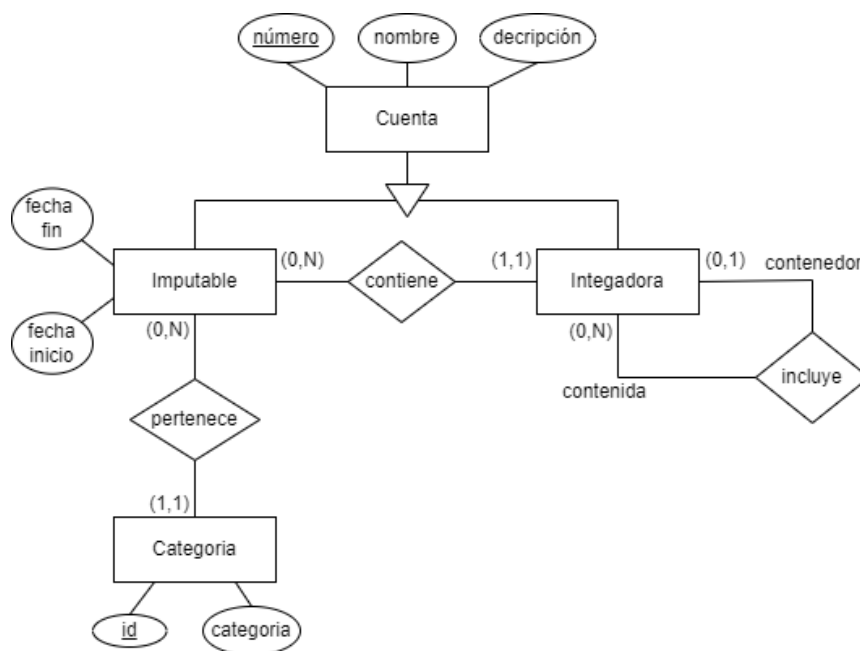 número
nombre
decripción
Cuenta
fecha
fin
Imputable
(0,N)
contiene
(1,1)
Integadora
(0,1)
contenedor
fecha
inicio
(0,N)
(0,N)
incluye
contenida
pertenece
(1,1)
Categoria
id
categoria